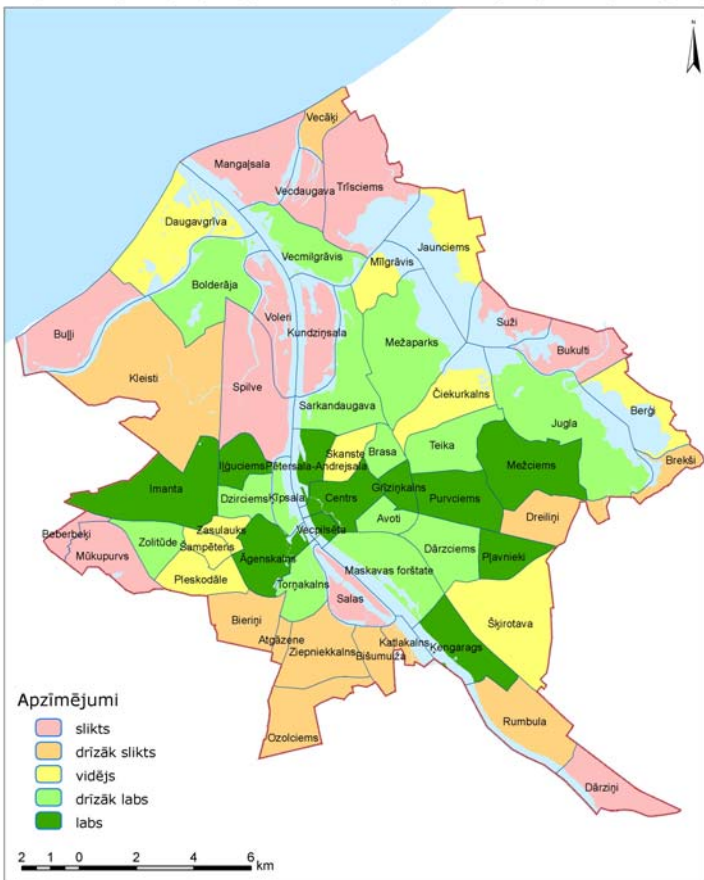 N
Vecāķi
Mangaļsala
Vecdaugava
Trīsciems
Daugavgrīva
Jaunciems
Vecmilgrāvis
Mīlgrāvis
Bolderāja
Voleri
Kundziņsala
Suži
Buļļi
Bukulti
Mežaparks
Kleisti
Spilve
Čiekurkalns
Berģi
Sarkandaugava
Jugla
Skanste
Brasa
Teika
Brekši
Iļģuciems
Pētersala-Andrejsala
Mežciems
Imanta
Grīziņkalns
Dzirciems
Ķīpsala
Centrs
Purvciems
Avoti
Dreiliņi
Beberbeķi
Zolitūde
Zasulauks
Vecpilsēta
Dārzciems
Mūkupurvs
Šampēteris
Āgenskalns
Pļavnieki
Maskavas forštate
Pleskodāle
Torņakalns
Salas
Šķirotava
Bieriņi
Atgāzene
Katlakalns
Ķengarags
Ziepniekkalns
Bišumuiža
Rumbula
Ozolciems
Dārziņi
Apzīmējumi
slikts
drīzāk slikts
vidējs
drīzāk labs
labs
2 1 0 2 4 6
km